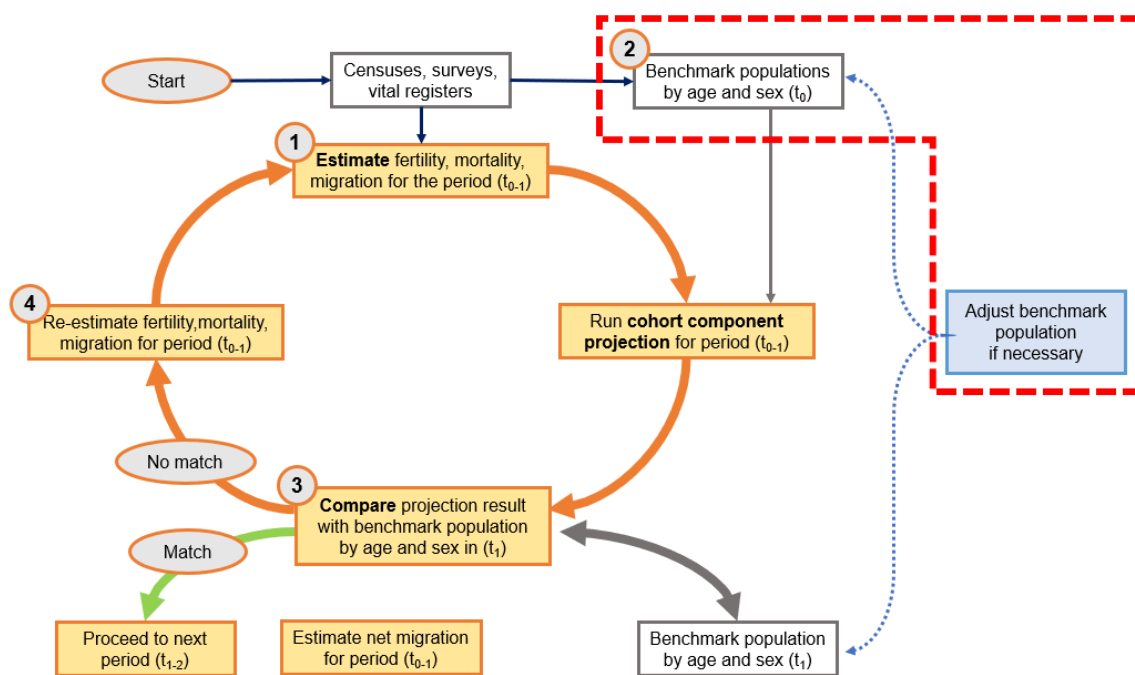 Start
Censuses, surveys,
vital registers
2
Benchmark populations
by age and sex (t₀)
1
Estimate fertility, mortality,
migration for the period (t₀₋₁)
4
Re-estimate fertility,mortality,
migration for period (t₀₋₁)
Run cohort component
projection for period (t₀₋₁)
Adjust benchmark
population
if necessary
No match
3
Compare projection result
with benchmark population
by age and sex in (t₁)
Match
Proceed to next
period (t₁₋₂)
Estimate net migration
for period (t₀₋₁)
Benchmark population
by age and sex (t₁)